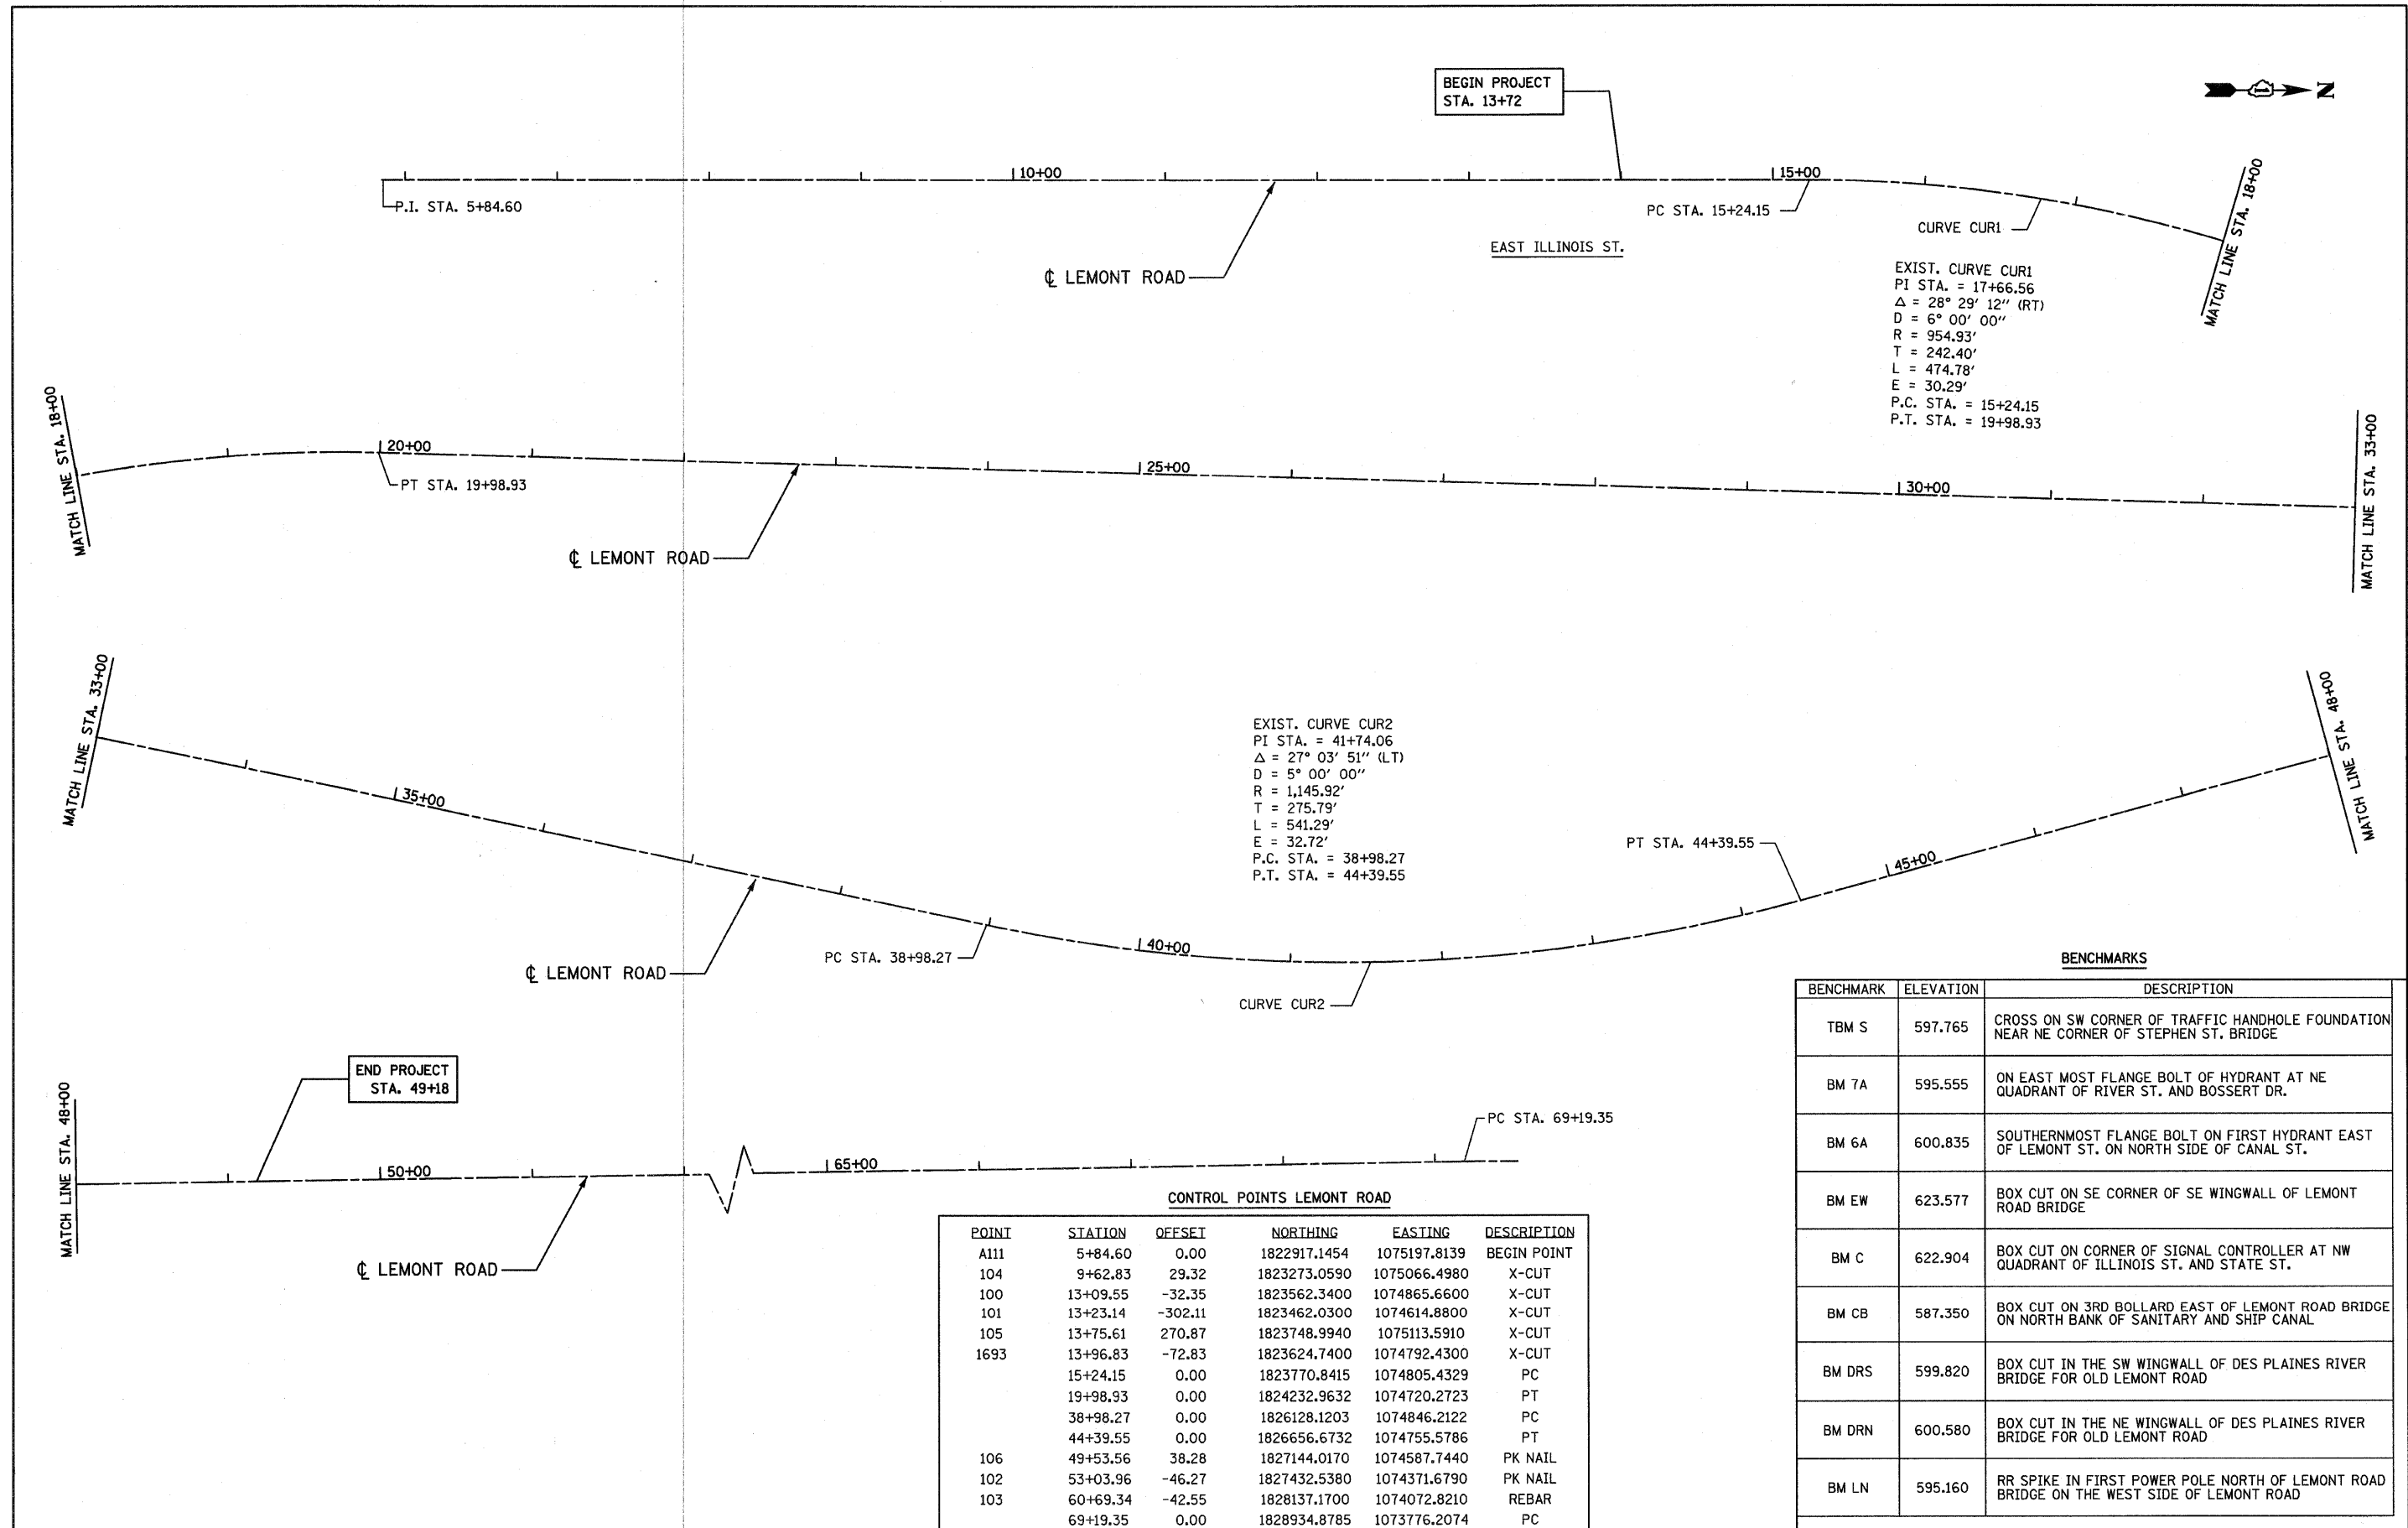 BEGIN PROJECT
STA. 13+72
N
10+00
15+00
P.I. STA. 5+84.60
PC STA. 15+24.15
CURVE CUR1
MATCH LINE STA. 18+00
EAST ILLINOIS ST.
℄ LEMONT ROAD
EXIST. CURVE CUR1
PI STA. = 17+66.56
Δ = 28° 29' 12" (RT)
D = 6° 00' 00"
R = 954.93'
T = 242.40'
L = 474.78'
E = 30.29'
P.C. STA. = 15+24.15
P.T. STA. = 19+98.93
MATCH LINE STA. 18+00
20+00
25+00
30+00
PT STA. 19+98.93
℄ LEMONT ROAD
MATCH LINE STA. 33+00
MATCH LINE STA. 33+00
35+00
EXIST. CURVE CUR2
PI STA. = 41+74.06
Δ = 27° 03' 51" (LT)
D = 5° 00' 00"
R = 1,145.92'
T = 275.79'
L = 541.29'
E = 32.72'
P.C. STA. = 38+98.27
P.T. STA. = 44+39.55
PT STA. 44+39.55
45+00
MATCH LINE STA. 48+00
40+00
PC STA. 38+98.27
℄ LEMONT ROAD
CURVE CUR2
MATCH LINE STA. 48+00
END PROJECT
STA. 49+18
50+00
65+00
PC STA. 69+19.35
℄ LEMONT ROAD
CONTROL POINTS LEMONT ROAD
POINT STATION OFFSET NORTHING EASTING DESCRIPTION
A111 5+84.60 0.00 1822917.1454 1075197.8139 BEGIN POINT
104 9+62.83 29.32 1823273.0590 1075066.4980 X-CUT
100 13+09.55 -32.35 1823562.3400 1074865.6600 X-CUT
101 13+23.14 -302.11 1823462.0300 1074614.8800 X-CUT
105 13+75.61 270.87 1823748.9940 1075113.5910 X-CUT
1693 13+96.83 -72.83 1823624.7400 1074792.4300 X-CUT
15+24.15 0.00 1823770.8415 1074805.4329 PC
19+98.93 0.00 1824232.9632 1074720.2723 PT
38+98.27 0.00 1826128.1203 1074846.2122 PC
44+39.55 0.00 1826656.6732 1074755.5786 PT
106 49+53.56 38.28 1827144.0170 1074587.7440 PK NAIL
102 53+03.96 -46.27 1827432.5380 1074371.6790 PK NAIL
103 60+69.34 -42.55 1828137.1700 1074072.8210 REBAR
69+19.35 0.00 1828934.8785 1073776.2074 PC
BENCHMARKS
BENCHMARK ELEVATION DESCRIPTION
TBM S 597.765 CROSS ON SW CORNER OF TRAFFIC HANDHOLE FOUNDATION
NEAR NE CORNER OF STEPHEN ST. BRIDGE
BM 7A 595.555 ON EAST MOST FLANGE BOLT OF HYDRANT AT NE
QUADRANT OF RIVER ST. AND BOSSERT DR.
BM 6A 600.835 SOUTHERNMOST FLANGE BOLT ON FIRST HYDRANT EAST
OF LEMONT ST. ON NORTH SIDE OF CANAL ST.
BM EW 623.577 BOX CUT ON SE CORNER OF SE WINGWALL OF LEMONT
ROAD BRIDGE
BM C 622.904 BOX CUT ON CORNER OF SIGNAL CONTROLLER AT NW
QUADRANT OF ILLINOIS ST. AND STATE ST.
BM CB 587.350 BOX CUT ON 3RD BOLLARD EAST OF LEMONT ROAD BRIDGE
ON NORTH BANK OF SANITARY AND SHIP CANAL
BM DRS 599.820 BOX CUT IN THE SW WINGWALL OF DES PLAINES RIVER
BRIDGE FOR OLD LEMONT ROAD
BM DRN 600.580 BOX CUT IN THE NE WINGWALL OF DES PLAINES RIVER
BRIDGE FOR OLD LEMONT ROAD
BM LN 595.160 RR SPIKE IN FIRST POWER POLE NORTH OF LEMONT ROAD
BRIDGE ON THE WEST SIDE OF LEMONT ROAD